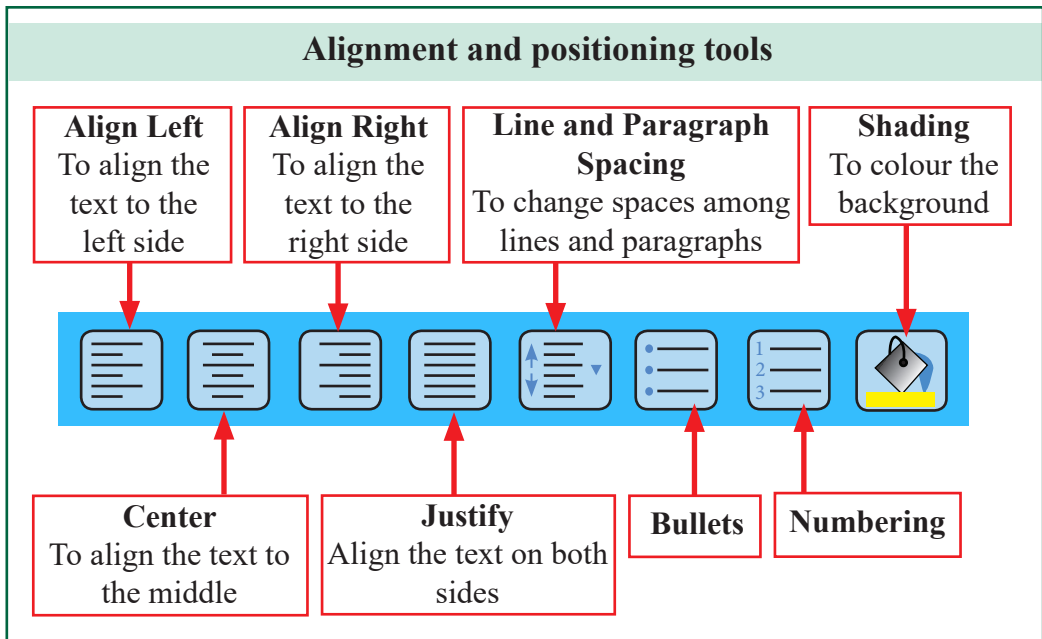 Alignment and positioning tools
Align Left
To align the
text to the
left side
Align Right
To align the
text to the
right side
Line and Paragraph
Spacing
To change spaces among
lines and paragraphs
Shading
To colour the
background
1
2
3
Center
To align the text to
the middle
Justify
Align the text on both
sides
Bullets
Numbering